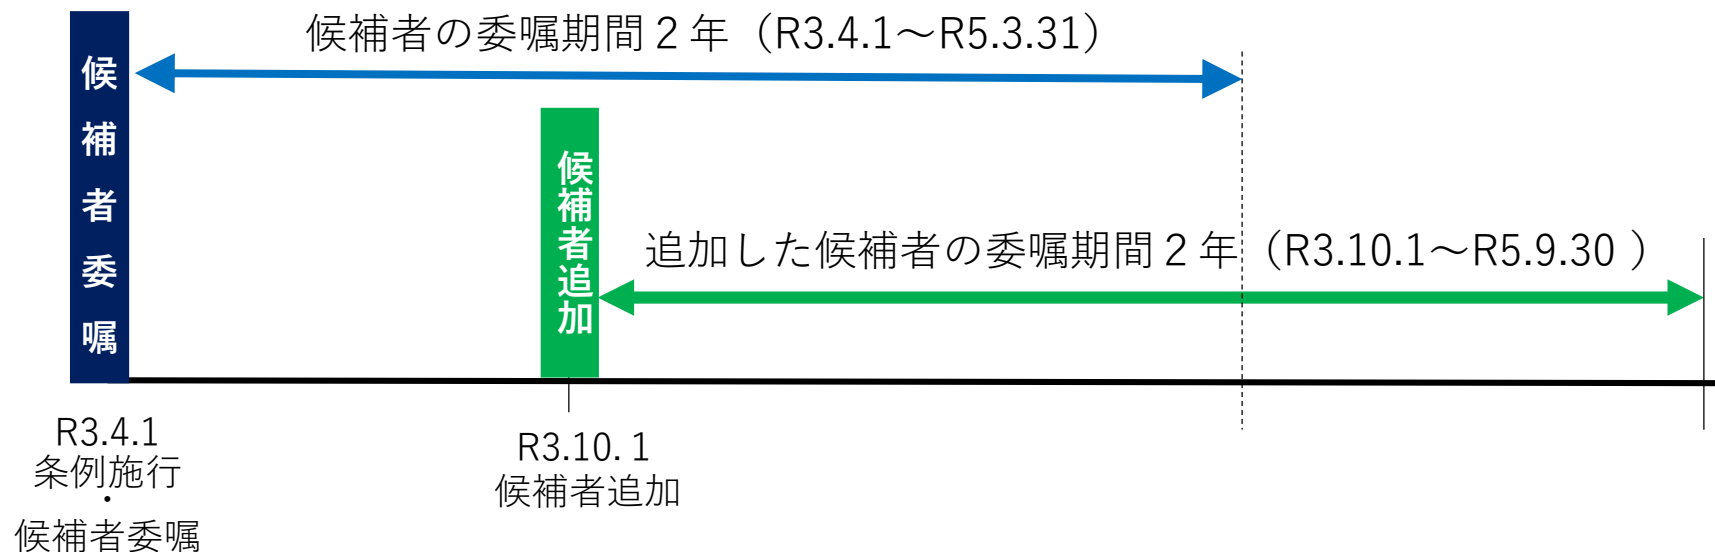 候補者の委嘱期間２年（R3.4.1～R5.3.31）
候補者委嘱
候補者追加
追加した候補者の委嘱期間２年（R3.10.1～R5.9.30 ）
R3.4.1
条例施行
・
候補者委嘱
R3.10. 1
候補者追加